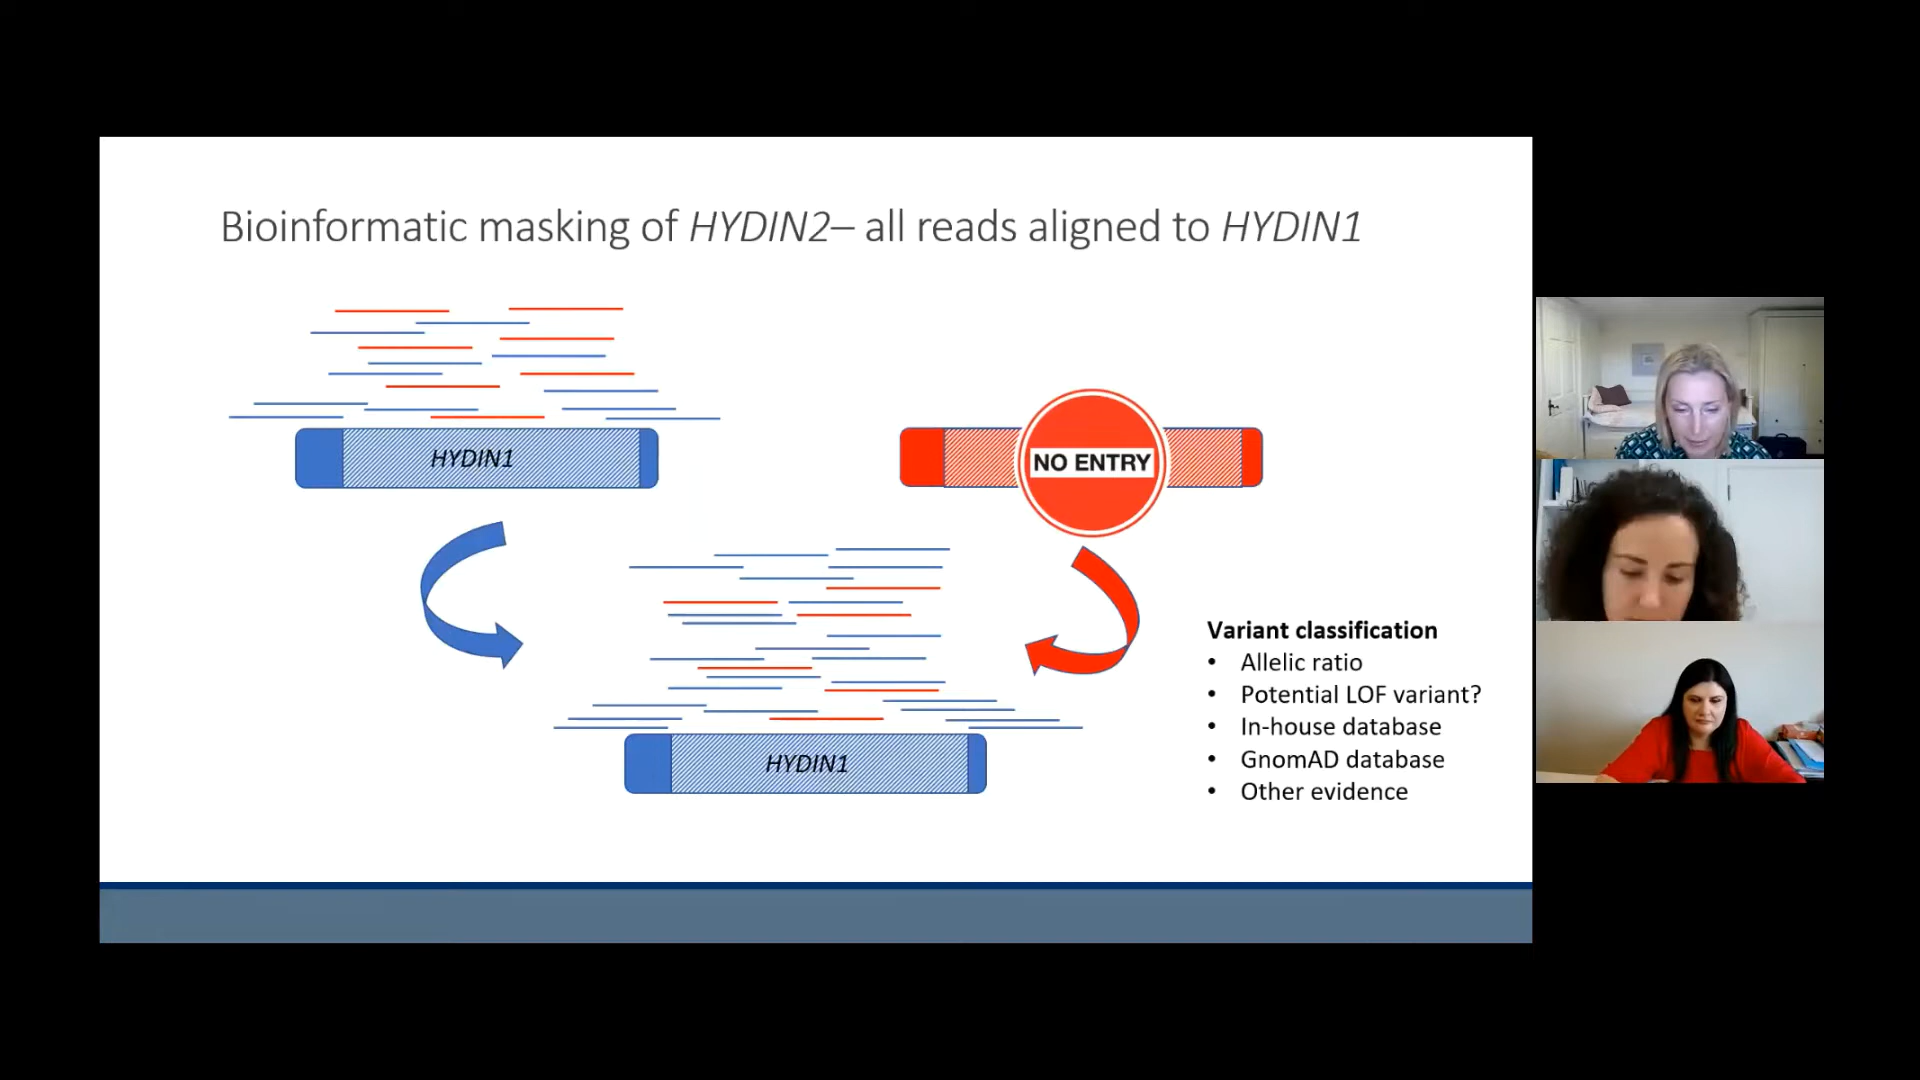 Bioinformatic masking of HYDIN2– all reads aligned to HYDIN1
HYDIN1
NO ENTRY
HYDIN1
Variant classification
• Allelic ratio
• Potential LOF variant?
• In-house database
• GnomAD database
• Other evidence